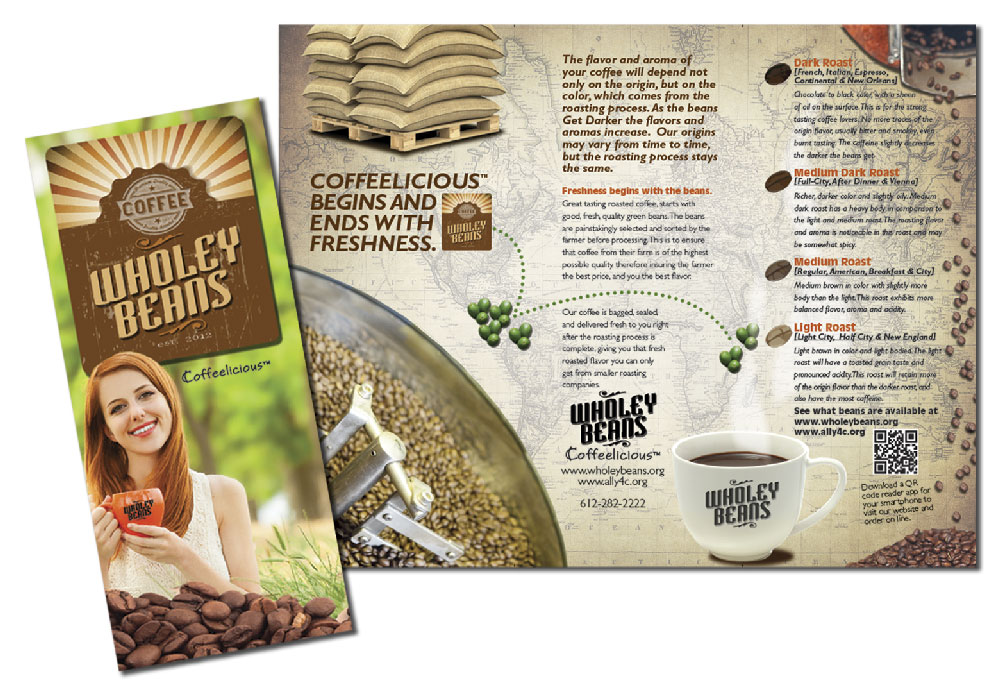 COFFEE
WHOLEY
BEANS
EST. 2012
Coffeelicious™
WHOLEY
BEANS
COFFEELICIOUS™
BEGINS AND
ENDS WITH
FRESHNESS.
COFFEE
WHOLEY
BEANS
The flavor and aroma of
your coffee will depend not
only on the origin, but on the
color, which comes from the
roasting process. As the beans
Get Darker the flavors and
aromas increase. Our origins
may vary from time to time,
but the roasting process stays
the same.
Freshness begins with the beans.
Great tasting roasted coffee, starts with
good, fresh, quality green beans. The beans
are painstakingly selected and sorted by the
farmer before processing. This is to ensure
that coffee from their farm is of the highest
possible quality therefore insuring the farmer
the best price, and you the best flavor.
Our coffee is bagged, sealed
and delivered fresh to you right
after the roasting process is
complete, giving you that fresh
roasted flavor you can only
get from smaller roasting
companies.
WHOLEY
BEANS
Coffeelicious™
www.wholeybeans.org
www.ally4c.org
612-282-2222
Dark Roast
[French, Italian, Espresso,
Continental & New Orleans]
Chocolate to black color, with a sheen
of oil on the surface. This is for the strong
tasting coffee lovers. No more traces of the
origin flavor, usually bitter and smokey, even
burnt tasting. The caffeine slightly decreases
the darker the beans get.
Medium Dark Roast
[Full-City, After Dinner & Vienna]
Richer, darker color and slightly oily. Medium
dark roast has a heavy body in comparison to
the light and medium roast. The roasting flavor
and aroma is noticeable in this roast and may
be somewhat spicy.
Medium Roast
[Regular, American, Breakfast & City]
Medium brown in color with slightly more
body than the light. This roast exhibits more
balanced flavor, aroma and acidity.
Light Roast
[Light City, Half City & New England]
Light brown in color and light bodied. The light
roast will have a toasted grain taste and
pronounced acidity. This roast will retain more
of the origin flavor than the darker roast, and
also have the most caffeine.
See what beans are available at
www.wholeybeans.org
www.ally4c.org
Download a QR
code reader app for
your smartphone to
visit our website and
order on line.
WHOLEY
BEANS